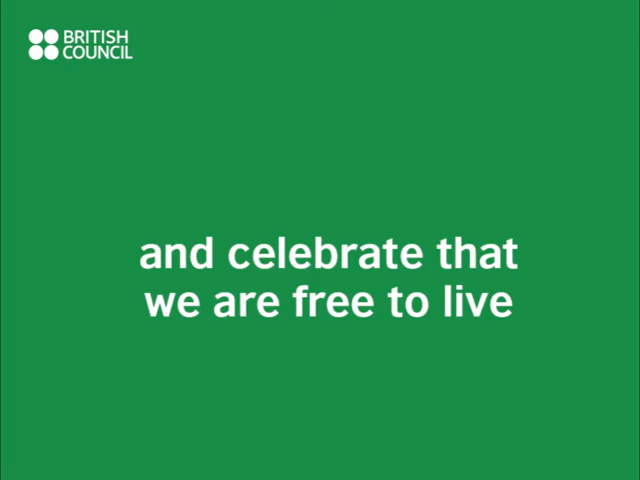 BRITISH
COUNCIL
and celebrate that
we are free to live